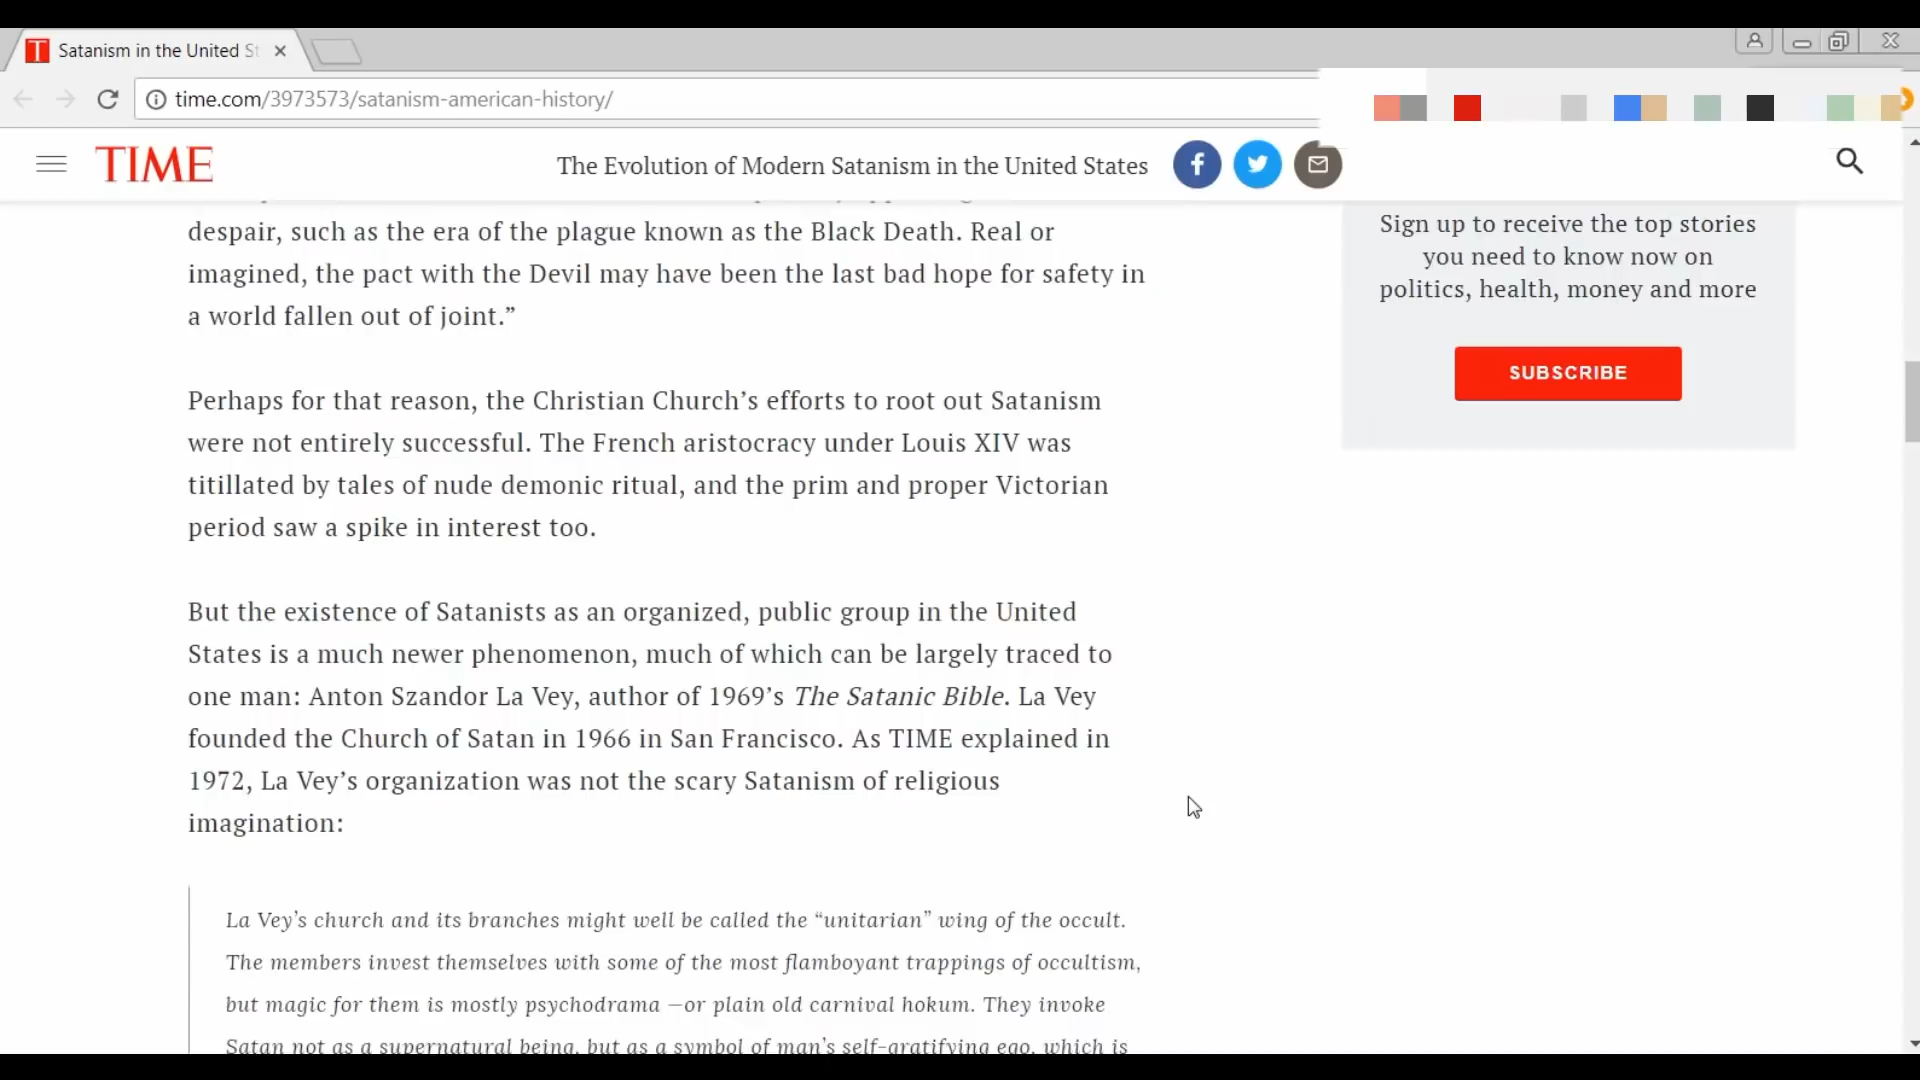 Satanism in the United St
time.com/3973573/satanism-american-history/
TIME
The Evolution of Modern Satanism in the United States
despair, such as the era of the plague known as the Black Death. Real or
imagined, the pact with the Devil may have been the last bad hope for safety in
a world fallen out of joint.”
Perhaps for that reason, the Christian Church’s efforts to root out Satanism
were not entirely successful. The French aristocracy under Louis XIV was
titillated by tales of nude demonic ritual, and the prim and proper Victorian
period saw a spike in interest too.
But the existence of Satanists as an organized, public group in the United
States is a much newer phenomenon, much of which can be largely traced to
one man: Anton Szandor La Vey, author of 1969’s The Satanic Bible. La Vey
founded the Church of Satan in 1966 in San Francisco. As TIME explained in
1972, La Vey’s organization was not the scary Satanism of religious
imagination:
La Vey’s church and its branches might well be called the “unitarian” wing of the occult.
The members invest themselves with some of the most flamboyant trappings of occultism,
but magic for them is mostly psychodrama —or plain old carnival hokum. They invoke
Satan not as a supernatural being, but as a symbol of man’s self-gratifying ego, which is
Sign up to receive the top stories
you need to know now on
politics, health, money and more
SUBSCRIBE